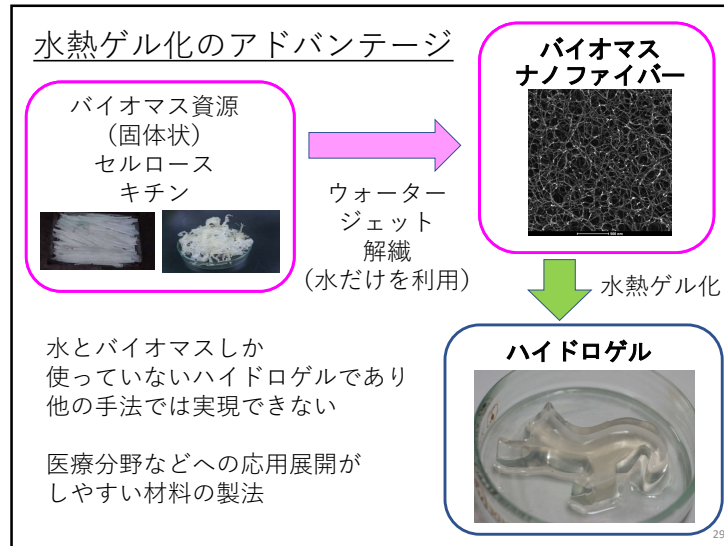 水熱ゲル化のアドバンテージ
バイオマス資源
(固体状)
セルロース
キチン
ウォーター
ジェット
解繊
(水だけを利用)
バイオマス
ナノファイバー
水熱ゲル化
ハイドロゲル
水とバイオマスしか
使っていないハイドロゲルであり
他の手法では実現できない
医療分野などへの応用展開が
しやすい材料の製法
29